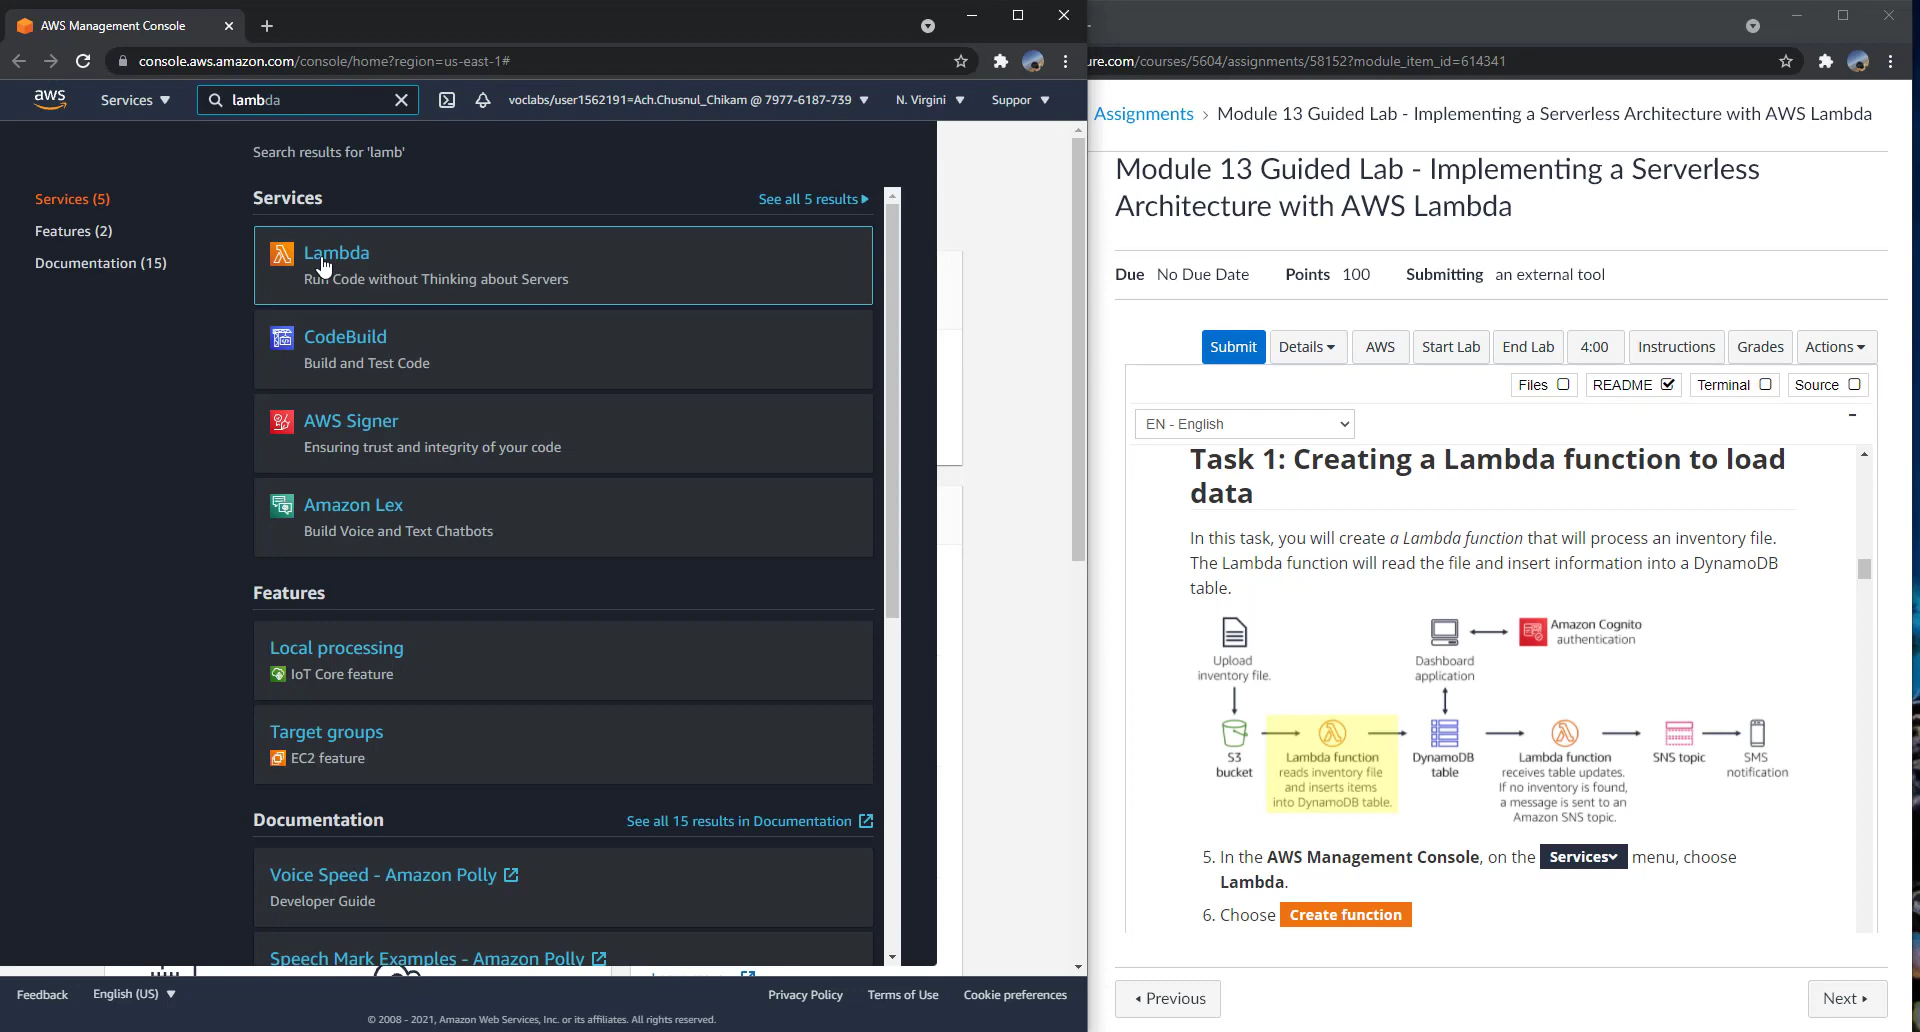 AWS Management Console
console.aws.amazon.com/console/home?region=us-east-1#
aws
Services
lambda
voclabs/user1562191=Ach.Chusnul_Chikam @ 7977-6187-739
N. Virgini
Suppor
Search results for 'lamb'
Services (5)
Features (2)
Documentation (15)
Services
See all 5 results
Lambda
Run Code without Thinking about Servers
CodeBuild
Build and Test Code
AWS Signer
Ensuring trust and integrity of your code
Amazon Lex
Build Voice and Text Chatbots
Features
Local processing
IoT Core feature
Target groups
EC2 feature
Documentation
See all 15 results in Documentation
Voice Speed - Amazon Polly
Developer Guide
Speech Mark Examples - Amazon Polly
Feedback
English (US)
Privacy Policy
Terms of Use
Cookie preferences
© 2008 - 2021, Amazon Web Services, Inc. or its affiliates. All rights reserved.
ure.com/courses/5604/assignments/58152?module_item_id=614341
Assignments › Module 13 Guided Lab - Implementing a Serverless Architecture with AWS Lambda
Module 13 Guided Lab - Implementing a Serverless
Architecture with AWS Lambda
Due No Due Date
Points 100
Submitting an external tool
Submit
Details
AWS
Start Lab
End Lab
4:00
Instructions
Grades
Actions
Files
README
Terminal
Source
EN - English
Task 1: Creating a Lambda function to load
data
In this task, you will create a Lambda function that will process an inventory file.
The Lambda function will read the file and insert information into a DynamoDB
table.
Upload
inventory file.
Dashboard
application
Amazon Cognito
authentication
S3
bucket
Lambda function
reads inventory file
and inserts items
into DynamoDB table.
DynamoDB
table
Lambda function
receives table updates.
If no inventory is found,
a message is sent to an
Amazon SNS topic.
SNS topic
SMS
notification
5. In the AWS Management Console, on the Services menu, choose
Lambda.
6. Choose Create function
Previous
Next